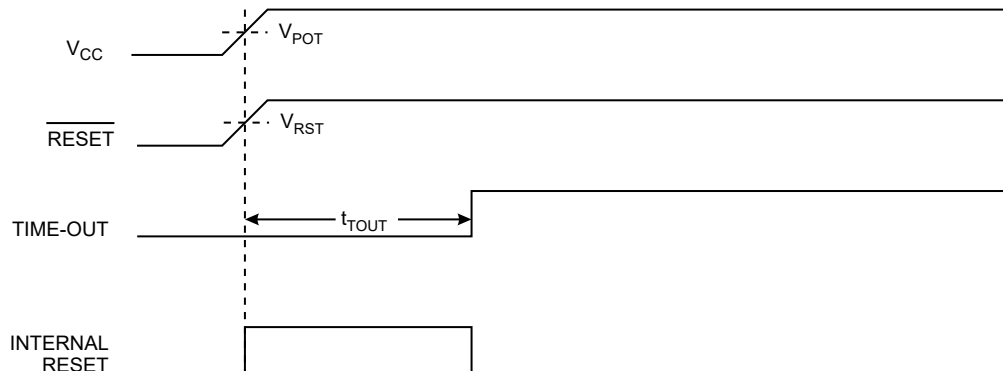 V_CC
V_POT
RESET
V_RST
TIME-OUT
t_TOUT
INTERNAL
RESET